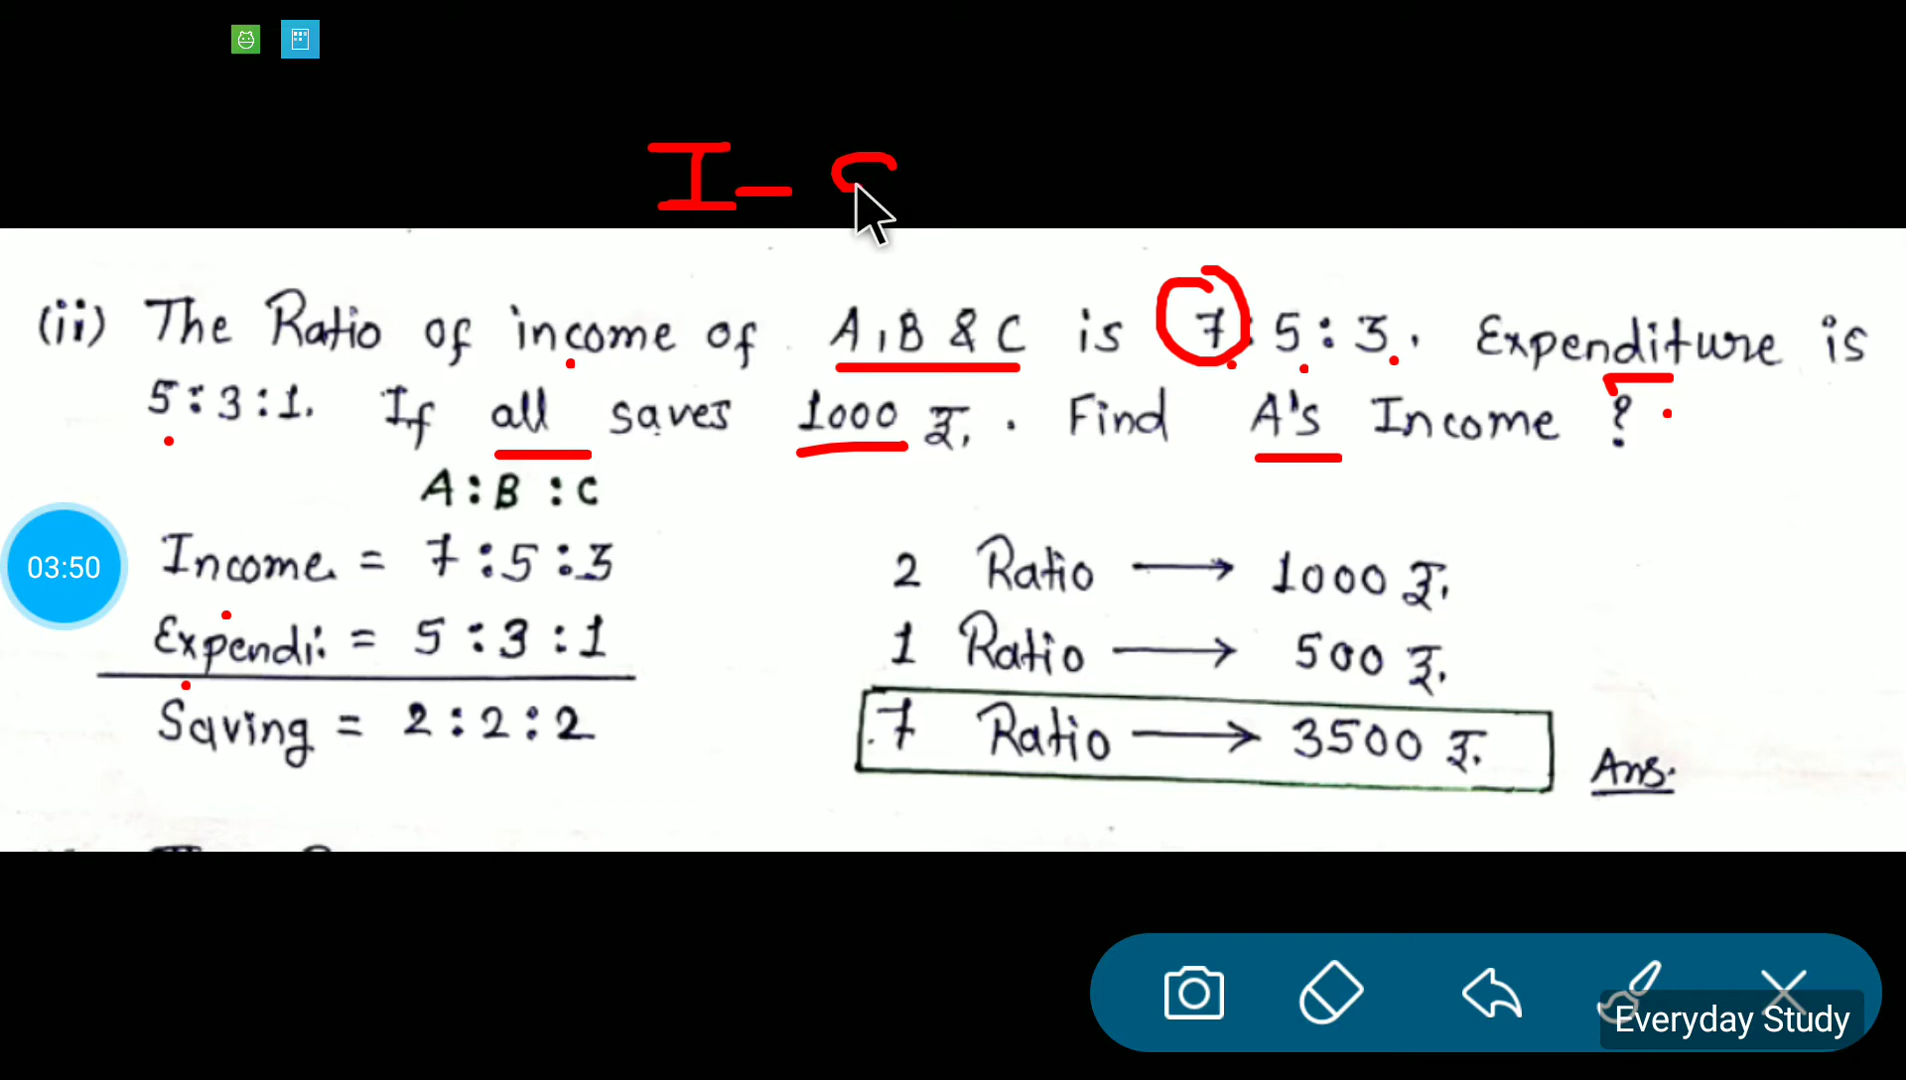 I -
(ii) The Ratio of income of A, B & C is 7 : 5 : 3. Expenditure is
5 : 3 : 1. If all saves 1000 रु. . Find A's Income ?
A : B : C
Income = 7 : 5 : 3
Expendi: = 5 : 3 : 1
Saving = 2 : 2 : 2
2 Ratio → 1000 रु.
1 Ratio → 500 रु.
7 Ratio → 3500 रु.
Ans.
03:50
Everyday Study